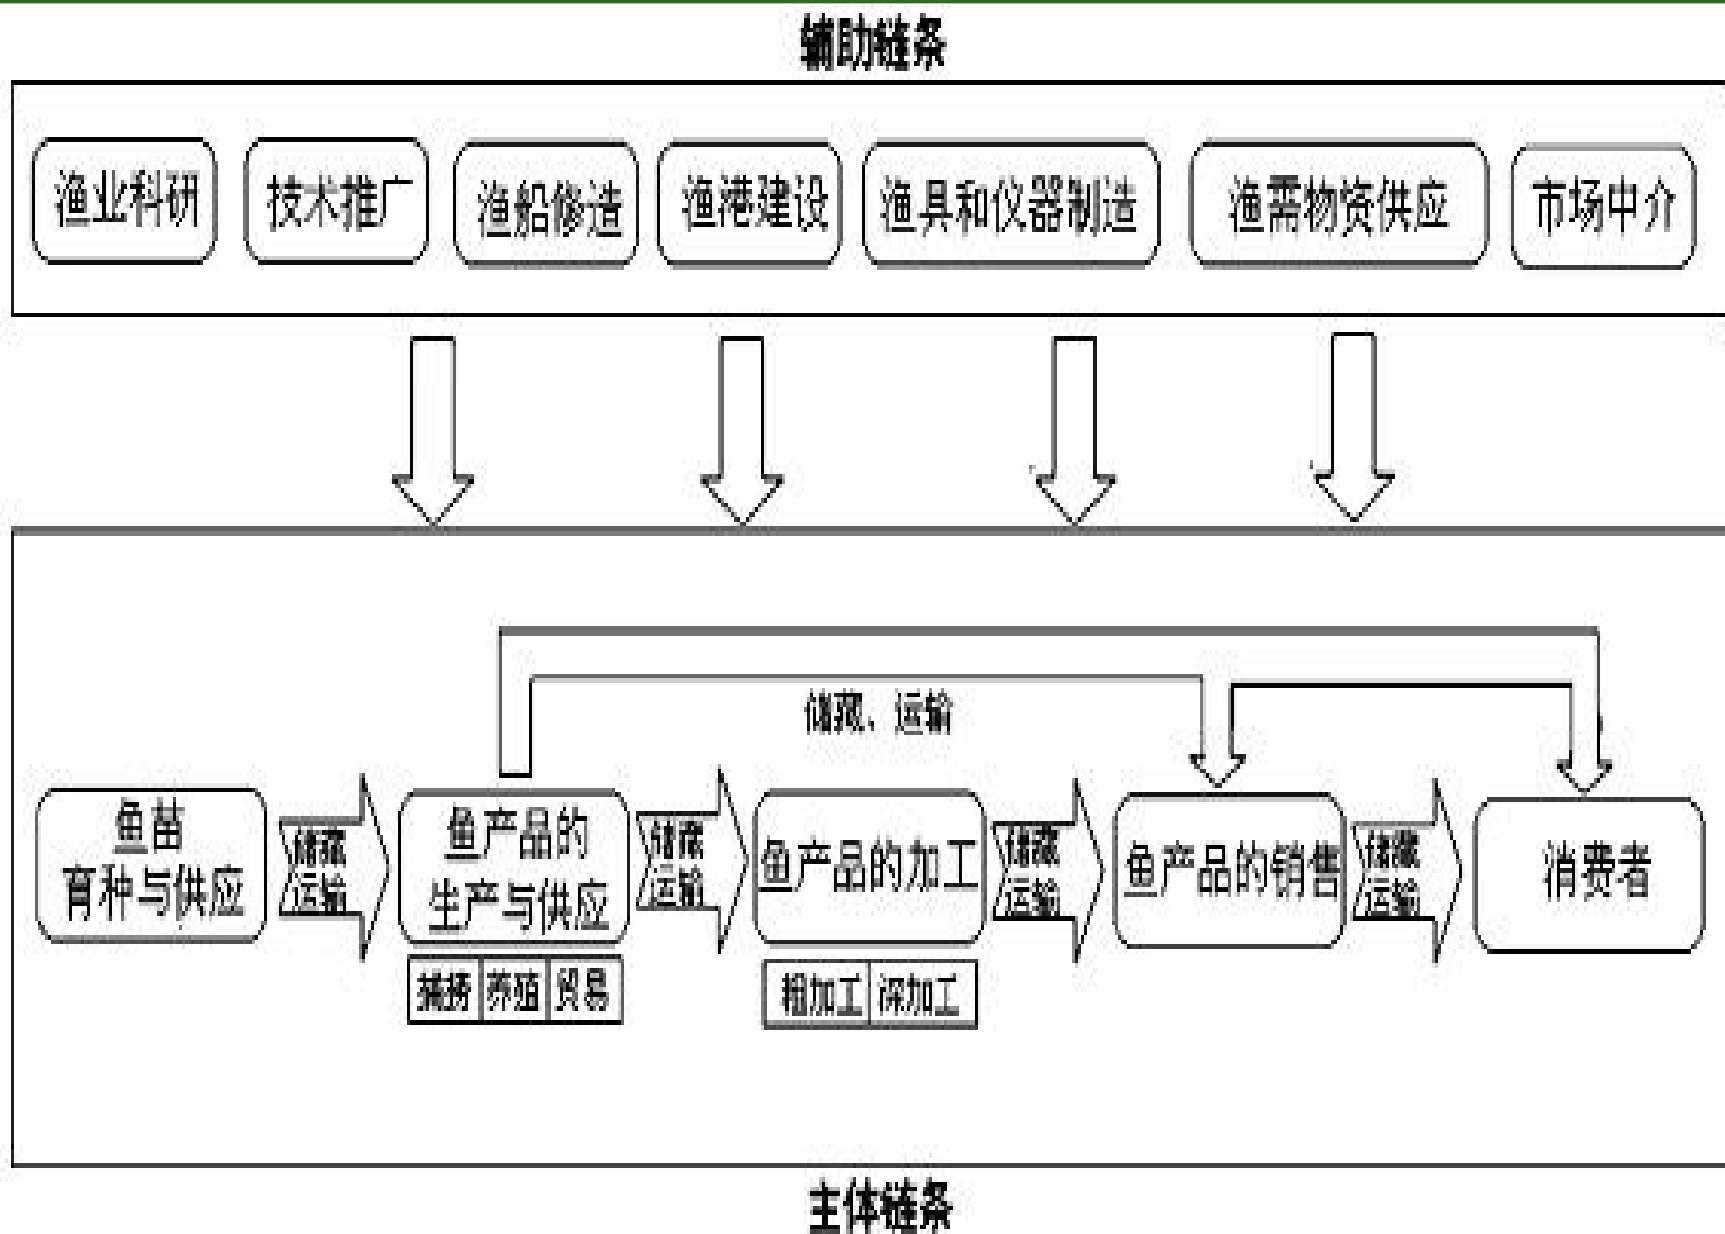 辅助链条
渔业科研
技术推广
渔船修造
渔港建设
渔具和仪器制造
渔需物资供应
市场中介
储藏、运输
鱼苗
育种与供应
储藏
运输
鱼产品的
生产与供应
储藏
运输
鱼产品的加工
储藏
运输
鱼产品的销售
储藏
运输
消费者
捕捞
养殖
贸易
粗加工
深加工
主体链条